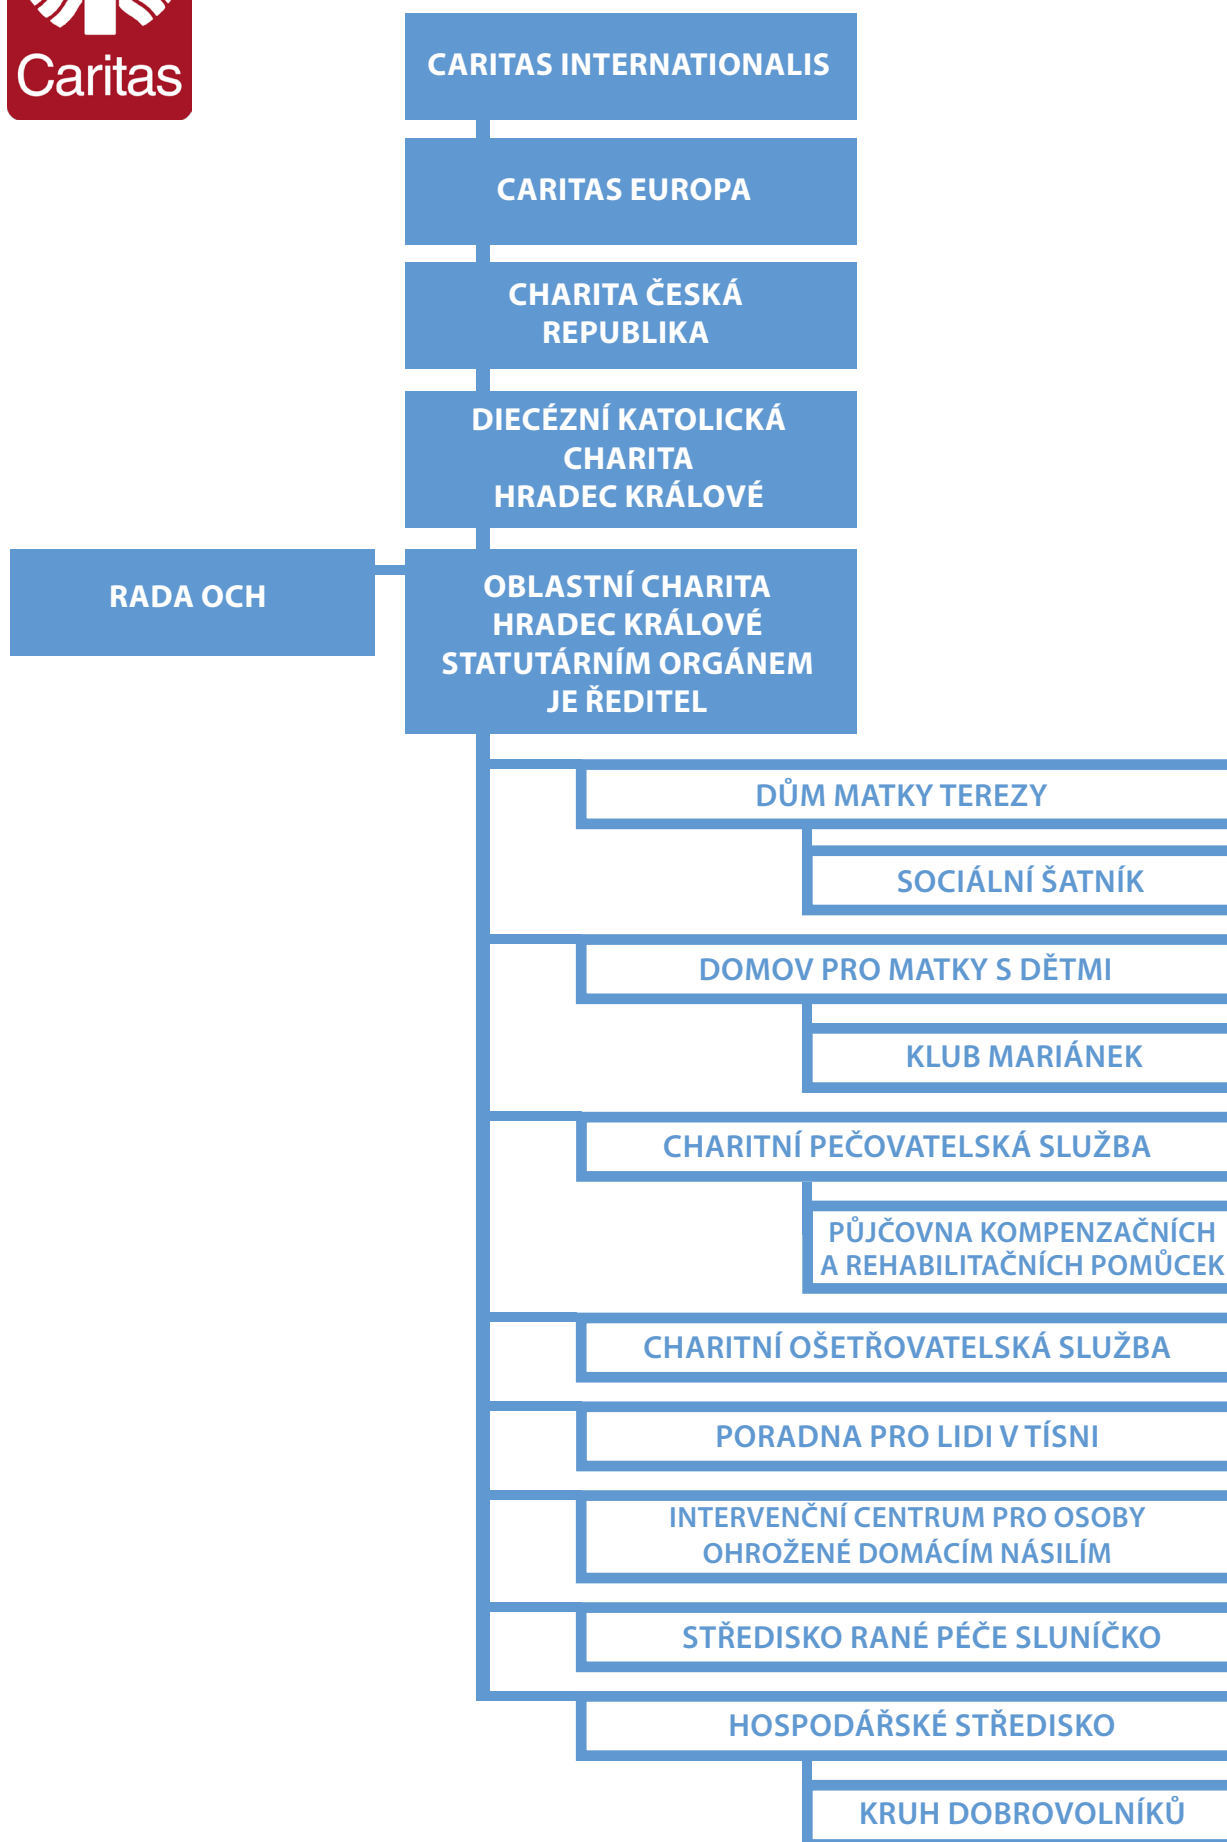 Caritas
CARITAS INTERNATIONALIS
CARITAS EUROPA
CHARITA ČESKÁ
REPUBLIKA
DIECÉZNÍ KATOLICKÁ
CHARITA
HRADEC KRÁLOVÉ
RADA OCH
OBLASTNÍ CHARITA
HRADEC KRÁLOVÉ
STATUTÁRNÍM ORGÁNEM
JE ŘEDITEL
DŮM MATKY TEREZY
SOCIÁLNÍ ŠATNÍK
DOMOV PRO MATKY S DĚTMI
KLUB MARIÁNEK
CHARITNÍ PEČOVATELSKÁ SLUŽBA
PŮJČOVNA KOMPENZAČNÍCH
A REHABILITAČNÍCH POMŮCEK
CHARITNÍ OŠETŘOVATELSKÁ SLUŽBA
PORADNA PRO LIDI V TÍSNI
INTERVENČNÍ CENTRUM PRO OSOBY
OHROŽENÉ DOMÁCÍM NÁSILÍM
STŘEDISKO RANÉ PÉČE SLUNÍČKO
HOSPODÁŘSKÉ STŘEDISKO
KRUH DOBROVOLNÍKŮ